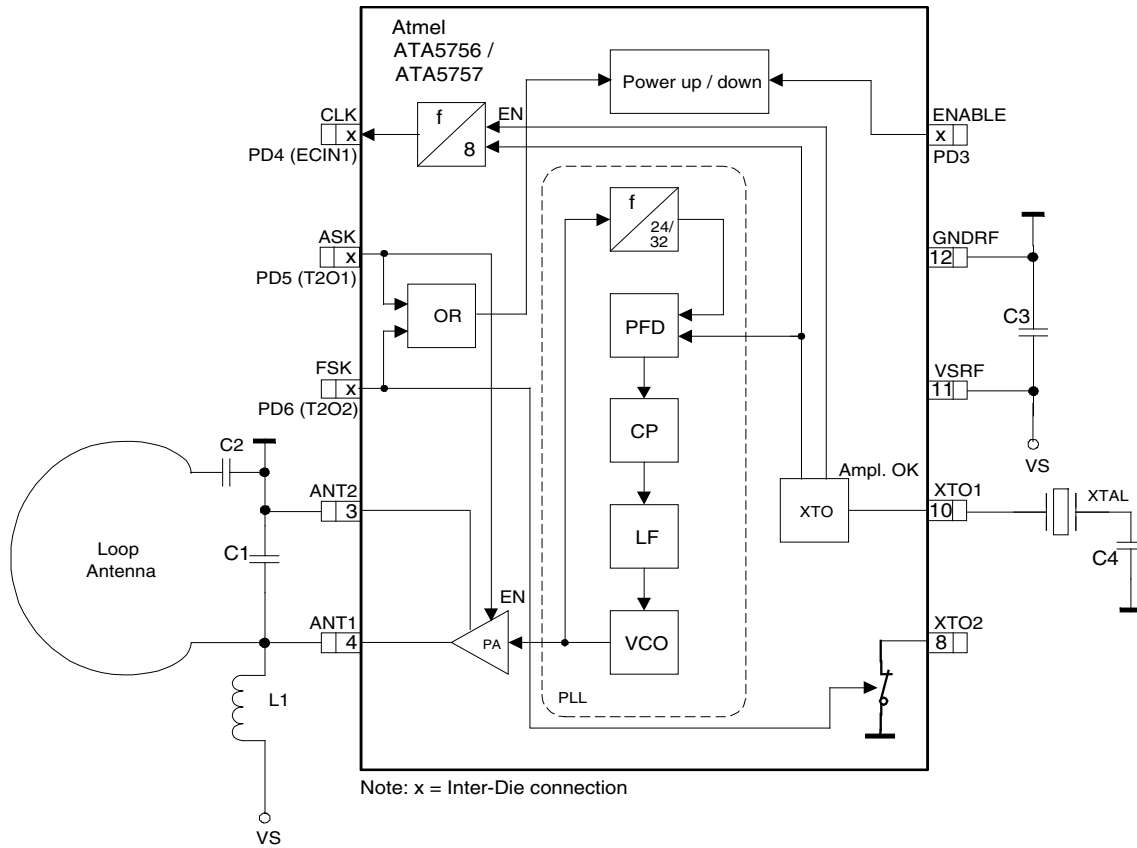 Atmel
ATA5756 /
ATA5757
Power up / down
CLK
x
PD4 (ECIN1)
f
8
EN
ENABLE
x
PD3
f
24/
32
ASK
x
PD5 (T2O1)
OR
GNDRF
12
C3
PFD
FSK
x
PD6 (T2O2)
VSRF
11
VS
CP
C2
Ampl. OK
ANT2
3
XTO
XTO1
10
XTAL
C4
Loop
Antenna
C1
LF
EN
ANT1
4
PA
VCO
XTO2
8
L1
PLL
VS
Note: x = Inter-Die connection